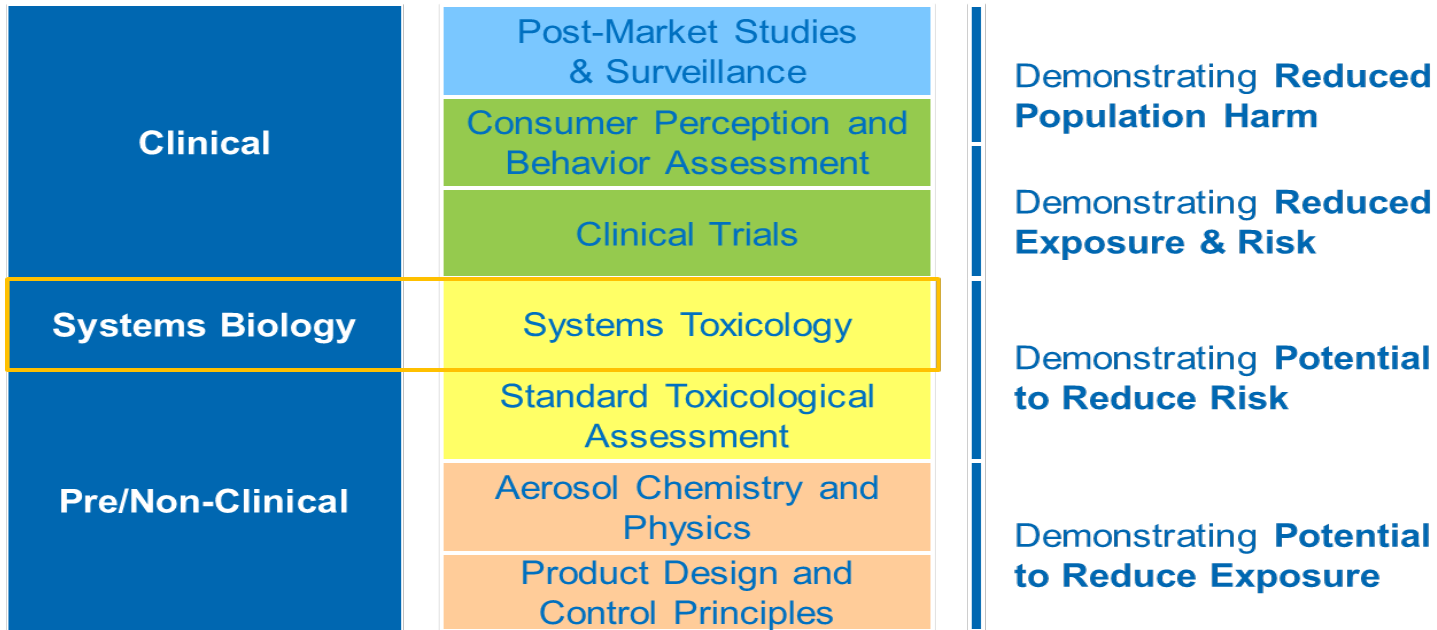 Clinical
Systems Biology
Pre/Non-Clinical
Post-Market Studies
& Surveillance
Consumer Perception and
Behavior Assessment
Clinical Trials
Systems Toxicology
Standard Toxicological
Assessment
Aerosol Chemistry and
Physics
Product Design and
Control Principles
Demonstrating Reduced
Population Harm
Demonstrating Reduced
Exposure & Risk
Demonstrating Potential
to Reduce Risk
Demonstrating Potential
to Reduce Exposure